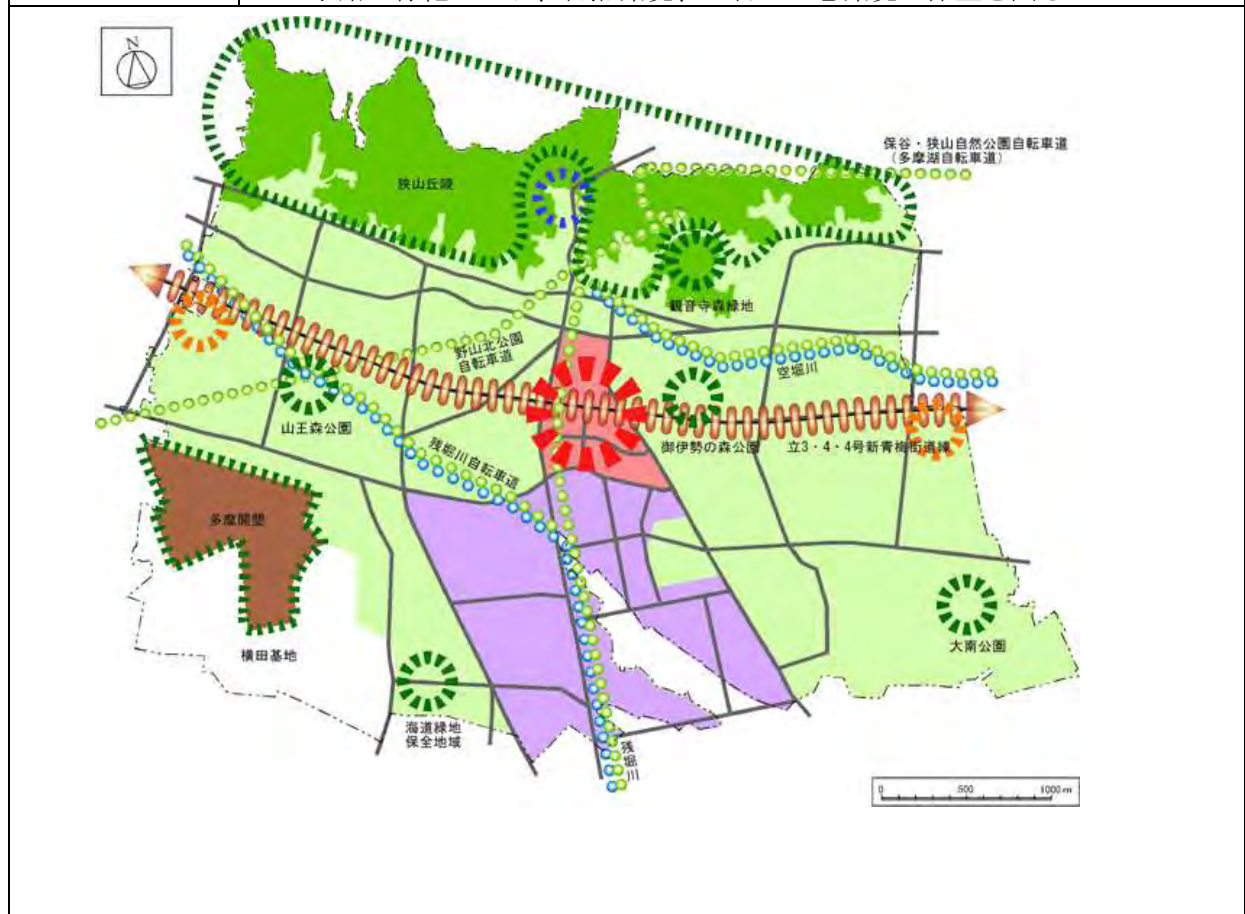 N
保谷・狭山自然公園自転車道
（多摩湖自転車道）
狭山丘陵
観音寺森緑地
野山北公園
自転車道
空堀川
山王森公園
御伊勢の森公園
立3・4・4号新青梅街道線
残堀川自転車道
多摩開墾
大南公園
横田基地
海道緑地
保全地域
残堀川
0 500 1000m